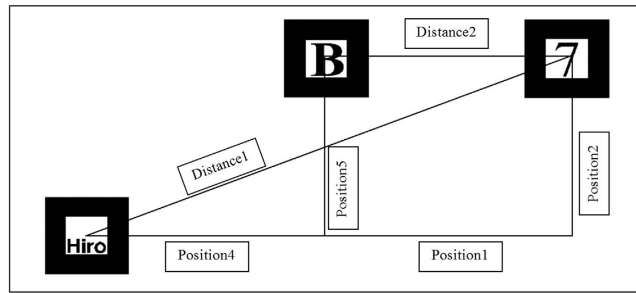 Distance2
B
7
Distance1
Position5
Position2
Hiro
Position4
Position1